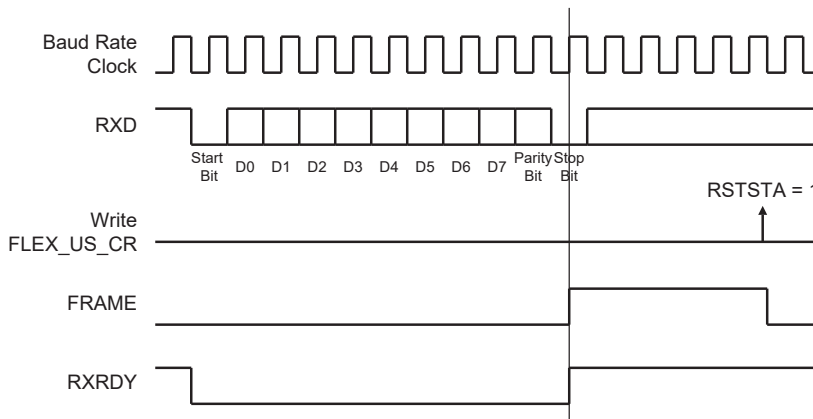 Baud Rate
Clock
RXD
Start
Bit
D0 D1 D2 D3 D4 D5 D6 D7
Parity
Bit
Stop
Bit
RSTSTA = 1
Write
FLEX_US_CR
FRAME
RXRDY